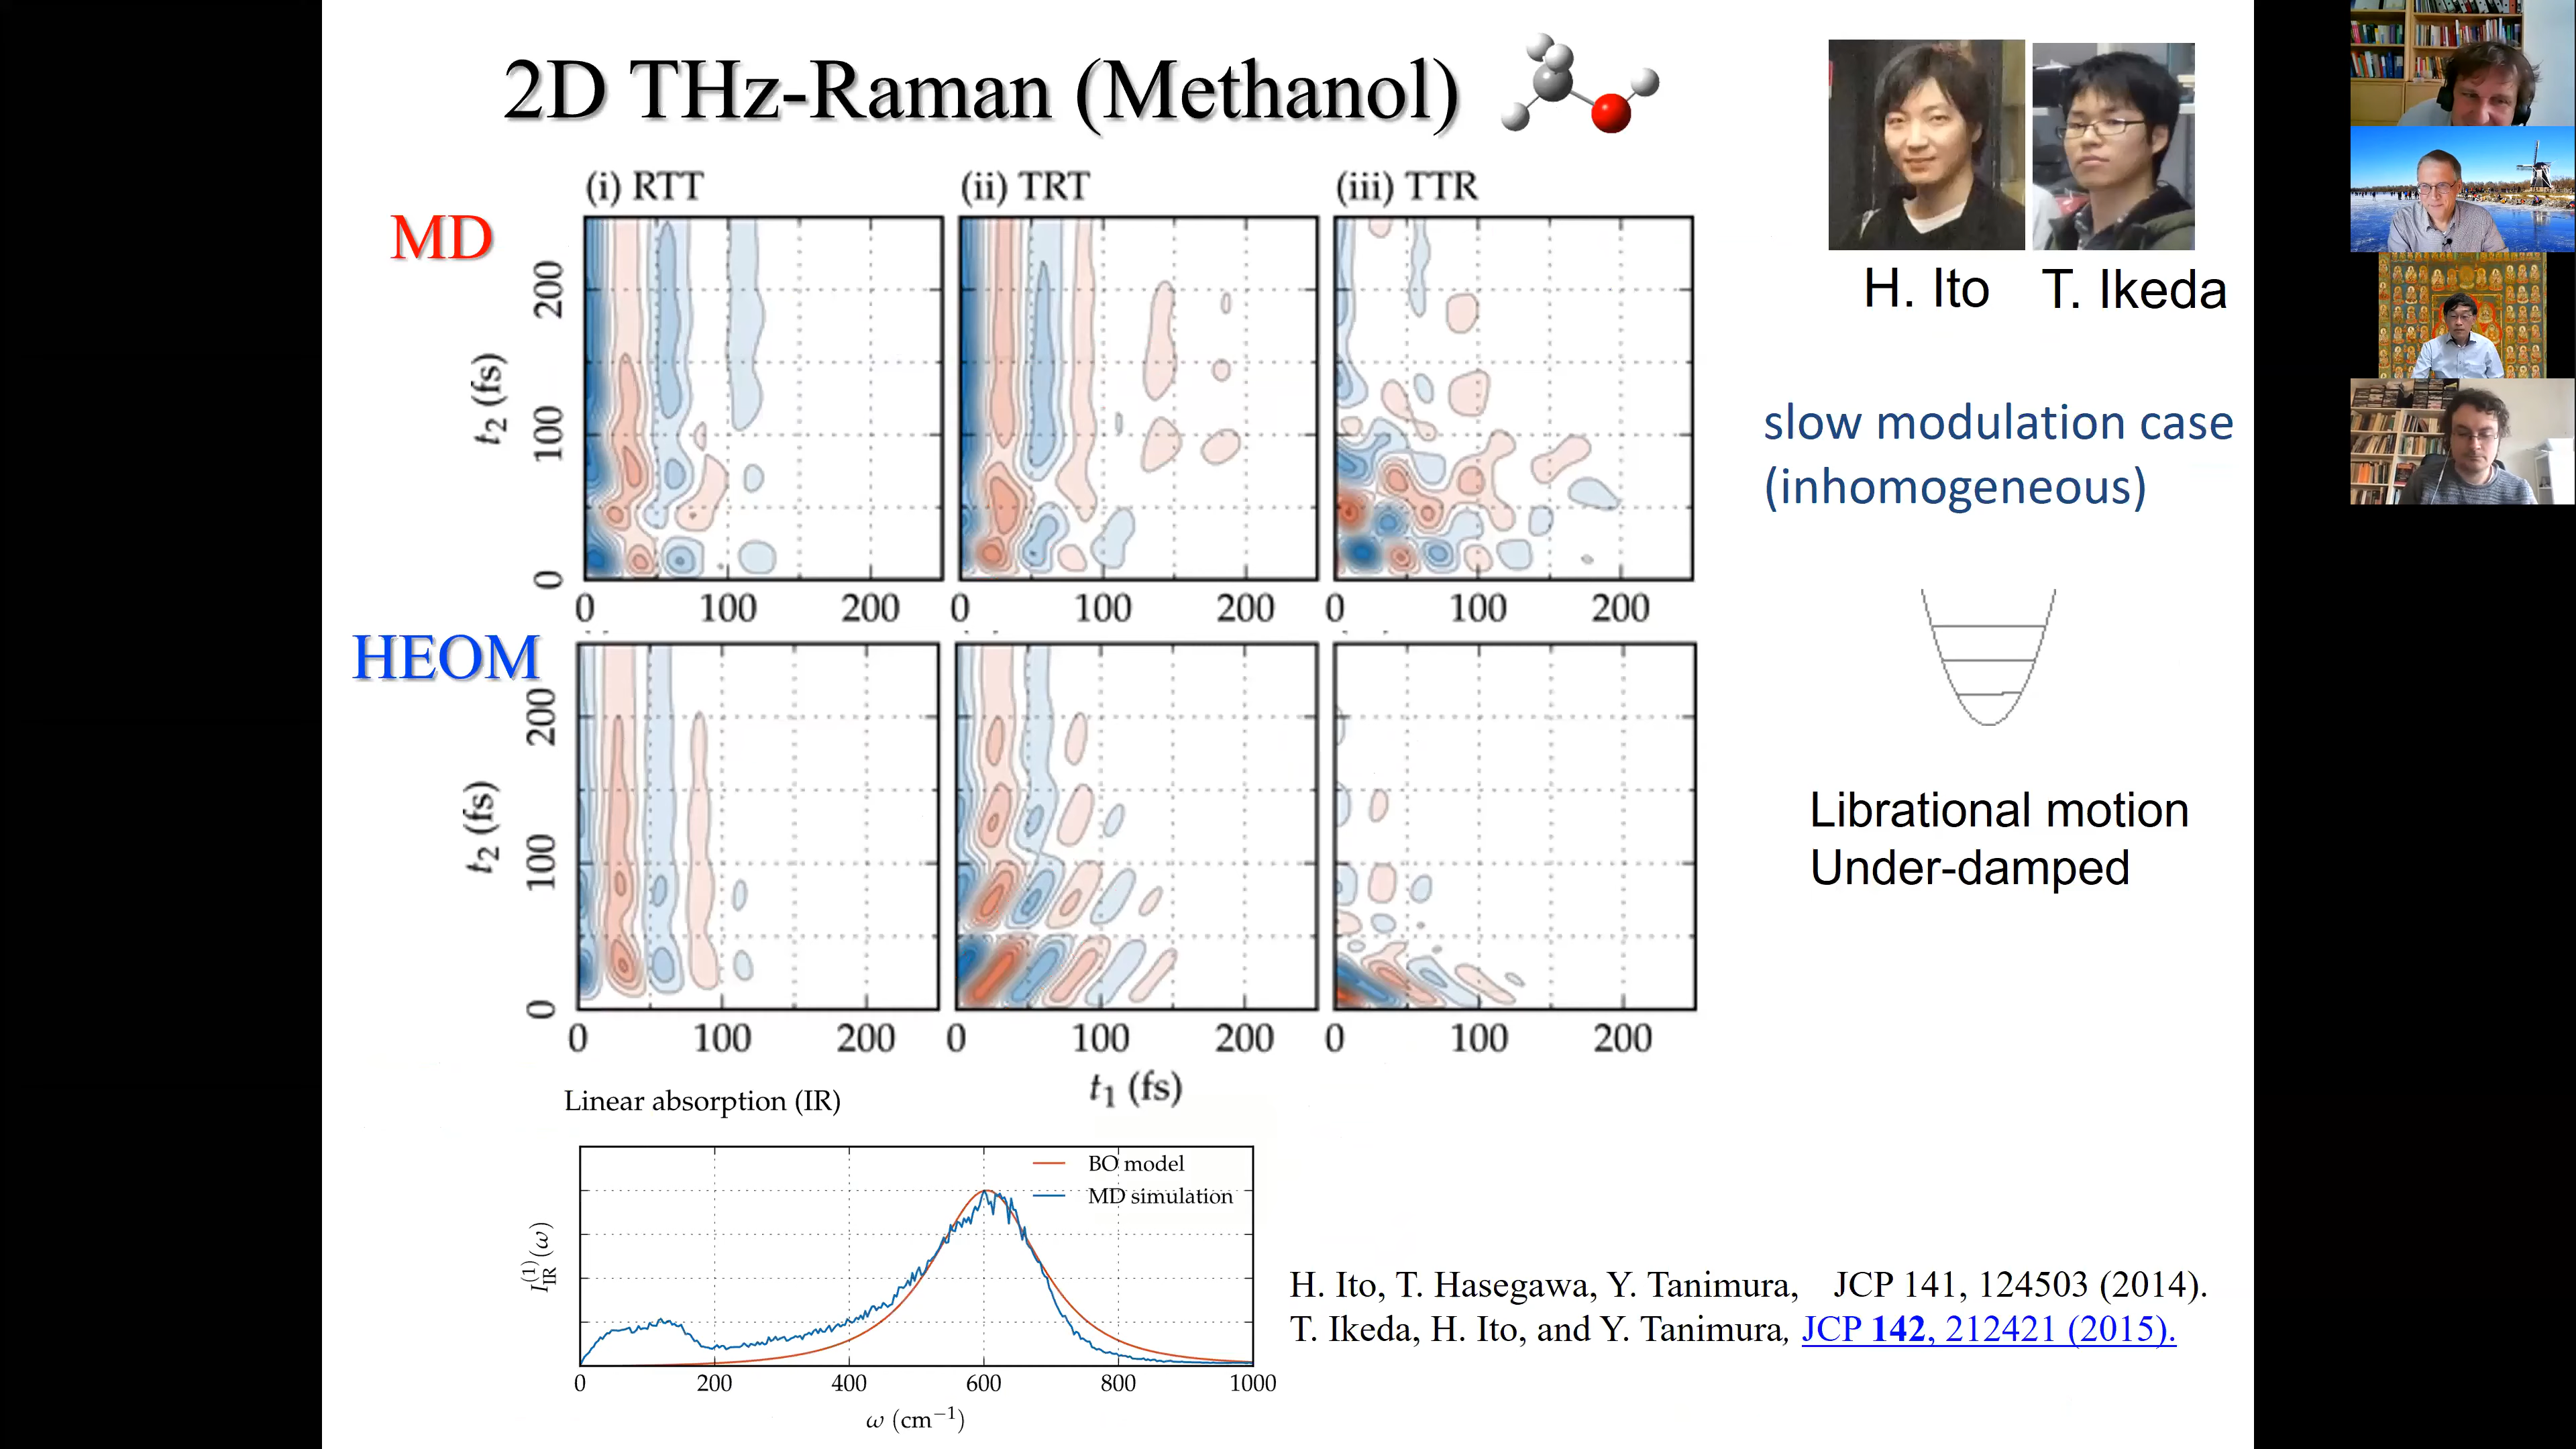 2D THz-Raman (Methanol)
(i) RTT
(ii) TRT
(iii) TTR
MD
t2 (fs)
200
100
0
0 100 200
0 100 200
0 100 200
HEOM
t2 (fs)
200
100
0
0 100 200
0 100 200
0 100 200
t1 (fs)
H. Ito
T. Ikeda
slow modulation case
(inhomogeneous)
Librational motion
Under-damped
Linear absorption (IR)
BO model
MD simulation
I_IR^(1)(ω)
0 200 400 600 800 1000
ω (cm−1)
H. Ito, T. Hasegawa, Y. Tanimura, JCP 141, 124503 (2014).
T. Ikeda, H. Ito, and Y. Tanimura, JCP 142, 212421 (2015).